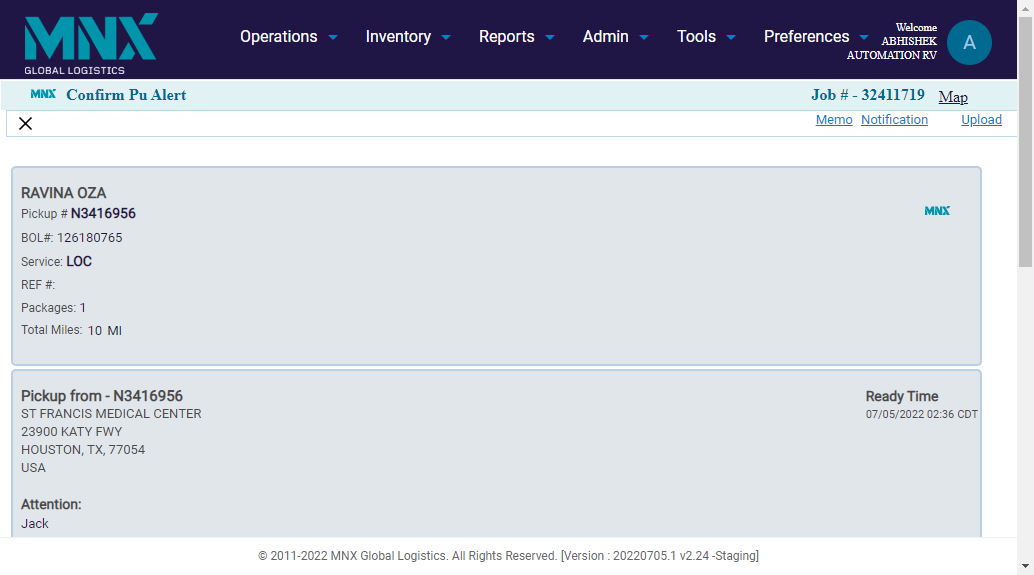 MNX
GLOBAL LOGISTICS
Operations Inventory Reports Admin Tools Preferences
Welcome
ABHISHEK
AUTOMATION RV
A
MNX Confirm Pu Alert Job # - 32411719 Map
Memo Notification Upload
RAVINA OZA
Pickup # N3416956
MNX
BOL#: 126180765
Service: LOC
REF #:
Packages: 1
Total Miles: 10 MI
Pickup from - N3416956 Ready Time
ST FRANCIS MEDICAL CENTER 07/05/2022 02:36 CDT
23900 KATY FWY
HOUSTON, TX, 77054
USA
Attention:
Jack
© 2011-2022 MNX Global Logistics. All Rights Reserved. [Version : 20220705.1 v2.24 -Staging]